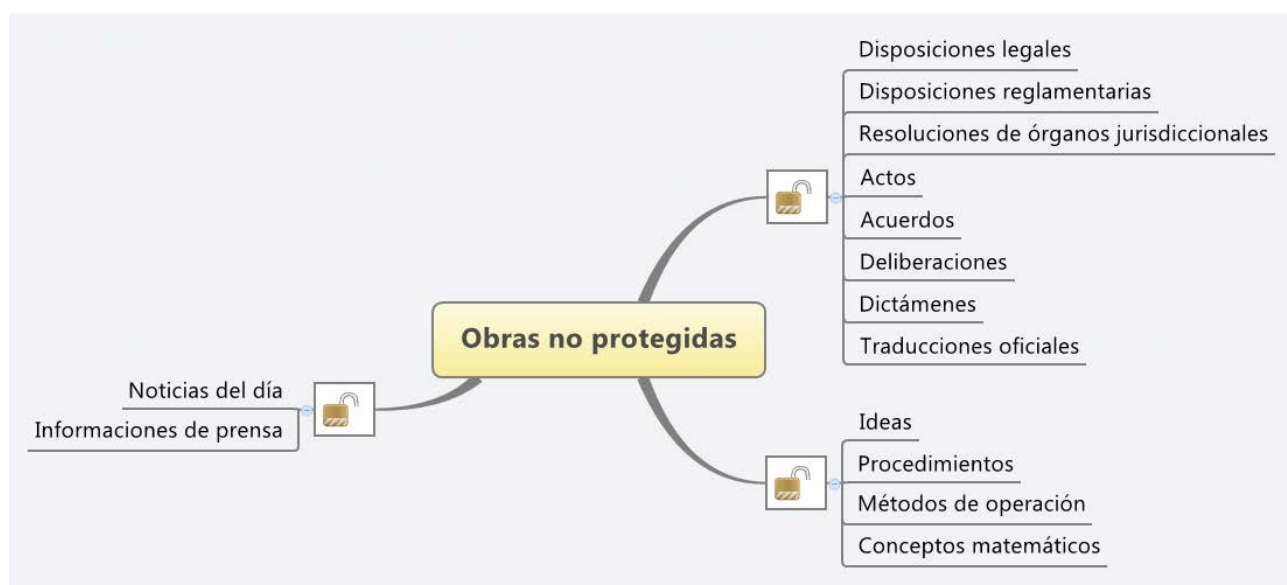 Disposiciones legales
Disposiciones reglamentarias
Resoluciones de órganos jurisdiccionales
Actos
Acuerdos
Deliberaciones
Dictámenes
Traducciones oficiales
Obras no protegidas
Noticias del día
Informaciones de prensa
Ideas
Procedimientos
Métodos de operación
Conceptos matemáticos